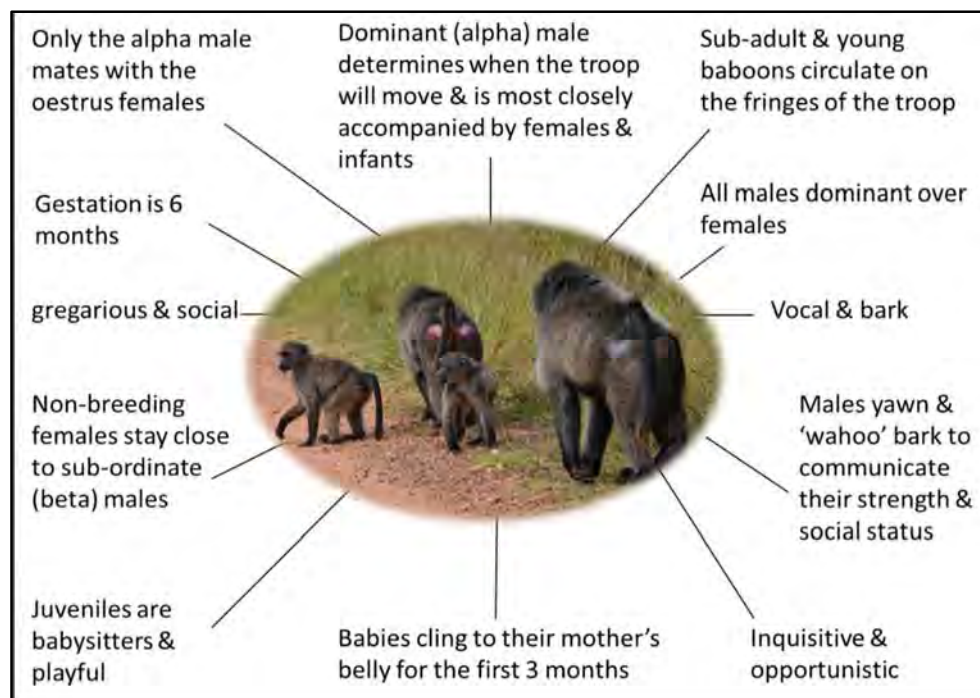 Only the alpha male
mates with the
oestrus females
Dominant (alpha) male
determines when the troop
will move & is most closely
accompanied by females &
infants
Sub-adult & young
baboons circulate on
the fringes of the troop
Gestation is 6
months
All males dominant over
females
gregarious & social
Vocal & bark
Non-breeding
females stay close
to sub-ordinate
(beta) males
Males yawn &
‘wahoo’ bark to
communicate
their strength &
social status
Juveniles are
babysitters &
playful
Babies cling to their mother’s
belly for the first 3 months
Inquisitive &
opportunistic